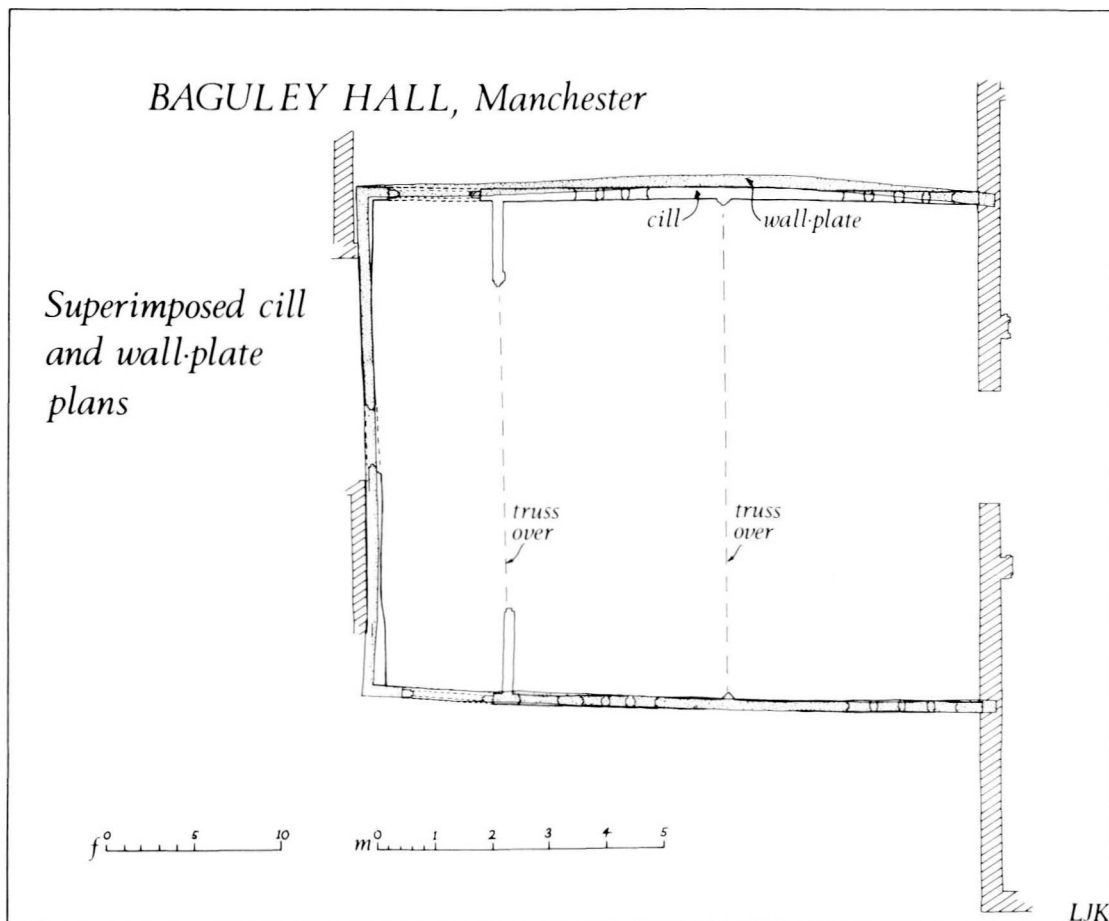 BAGULEY HALL, Manchester
cill
wall·plate
Superimposed cill
and wall·plate
plans
truss
over
truss
over
f 0 5 10
m 0 1 2 3 4 5
LJK